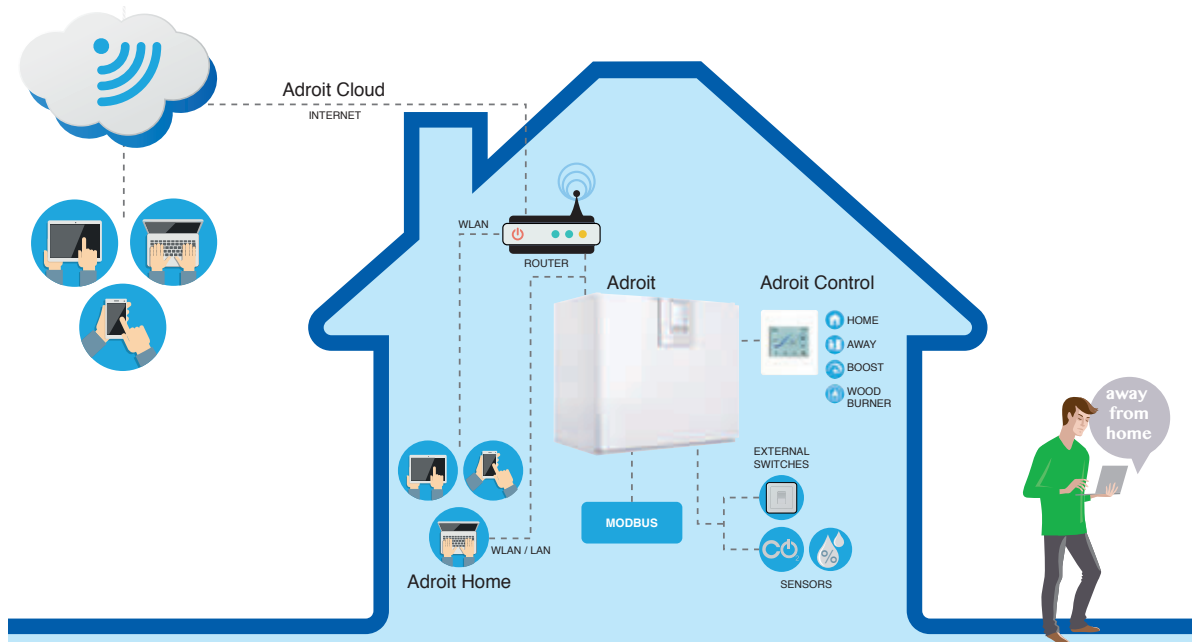 Adroit Cloud
INTERNET
WLAN
ROUTER
Adroit
Adroit Control
HOME
AWAY
BOOST
WOOD
BURNER
away
from
home
EXTERNAL
SWITCHES
MODBUS
%
WLAN / LAN
Adroit Home
SENSORS